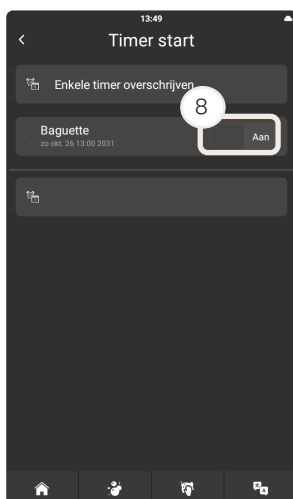 13:49
Timer start
Enkele timer overschrijven
8
Baguette
Aan
zo okt. 26 13:00 2031